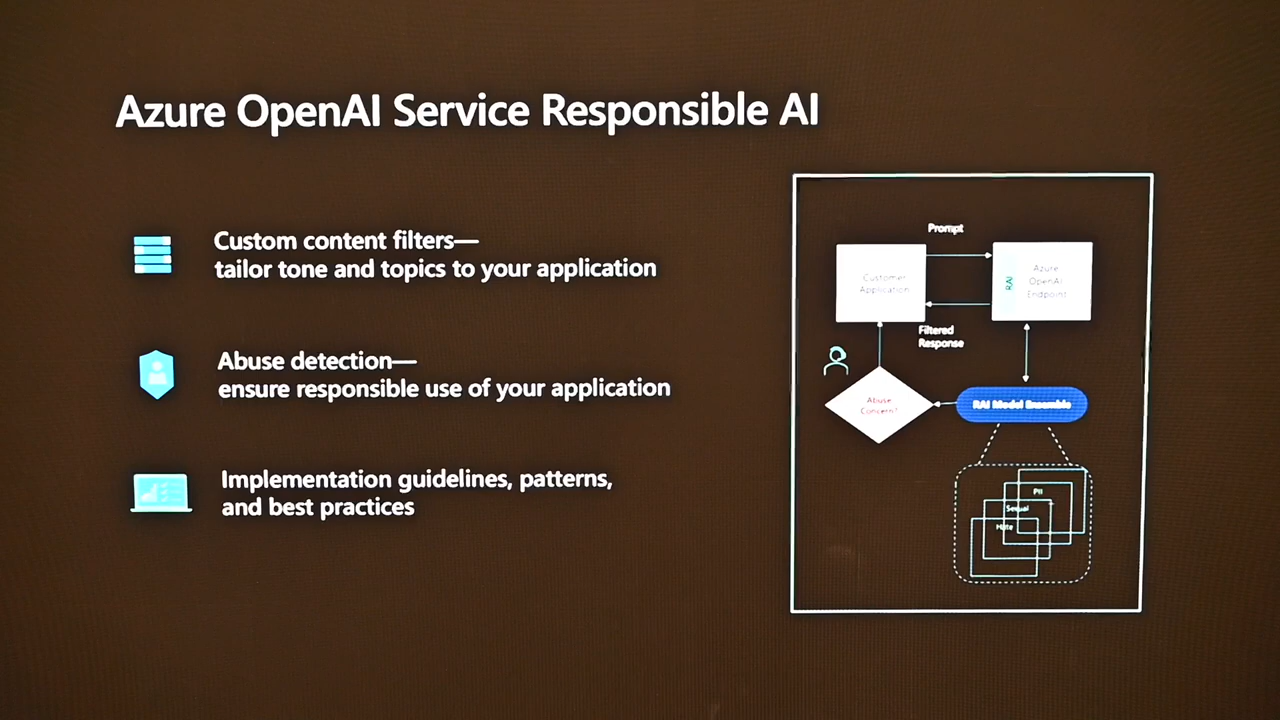 Azure OpenAI Service Responsible AI
Custom content filters—
tailor tone and topics to your application
Abuse detection—
ensure responsible use of your application
Implementation guidelines, patterns,
and best practices
Prompt
Customer
Application
RAI
Azure
OpenAI
Endpoint
Filtered
Response
Abuse
Concern?
RAI Model Ensemble
PII
Sexual
Hate